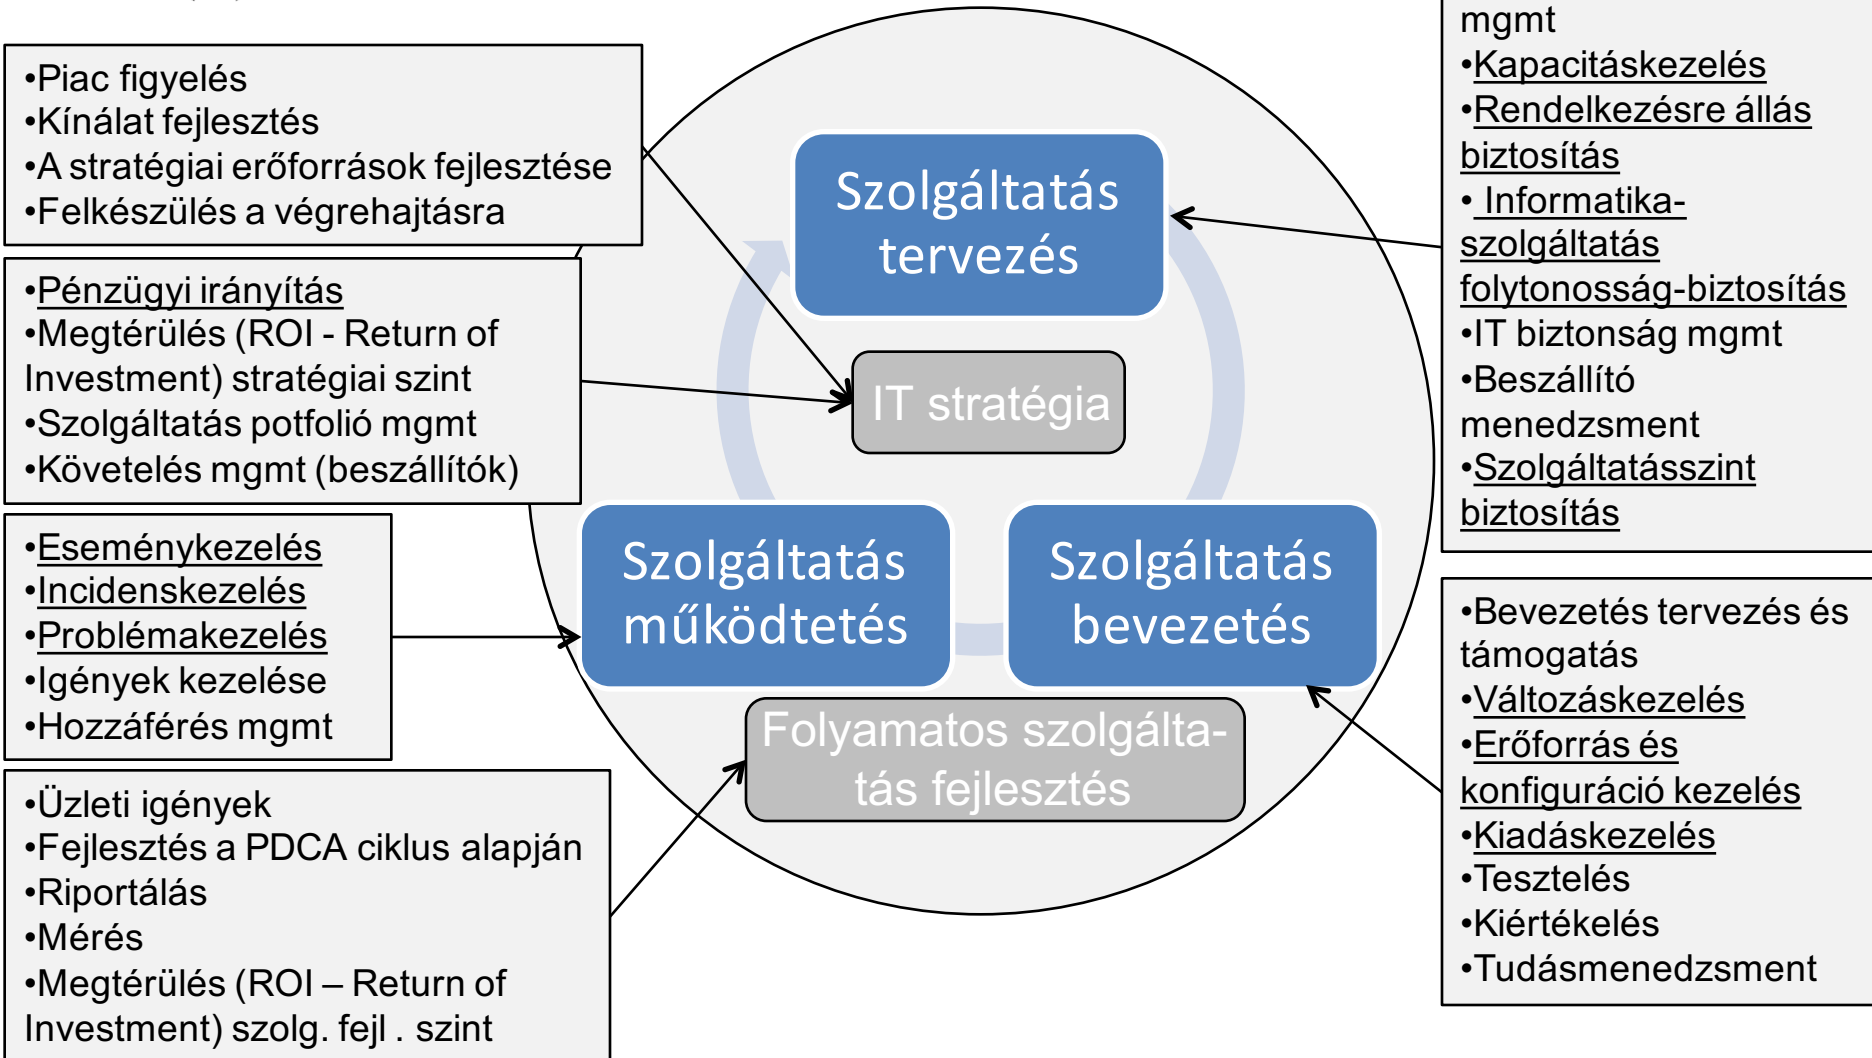 •Piac figyelés
•Kínálat fejlesztés
•A stratégiai erőforrások fejlesztése
•Felkészülés a végrehajtásra
•Pénzügyi irányítás
•Megtérülés (ROI - Return of
Investment) stratégiai szint
•Szolgáltatás potfolió mgmt
•Követelés mgmt (beszállítók)
•Eseménykezelés
•Incidenskezelés
•Problémakezelés
•Igények kezelése
•Hozzáférés mgmt
•Üzleti igények
•Fejlesztés a PDCA ciklus alapján
•Riportálás
•Mérés
•Megtérülés (ROI – Return of
Investment) szolg. fejl . szint
Szolgáltatás
tervezés
IT stratégia
Szolgáltatás
működtetés
Szolgáltatás
bevezetés
Folyamatos szolgálta-
tás fejlesztés
mgmt
•Kapacitáskezelés
•Rendelkezésre állás
biztosítás
• Informatika-
szolgáltatás
folytonosság-biztosítás
•IT biztonság mgmt
•Beszállító
menedzsment
•Szolgáltatásszint
biztosítás
•Bevezetés tervezés és
támogatás
•Változáskezelés
•Erőforrás és
konfiguráció kezelés
•Kiadáskezelés
•Tesztelés
•Kiértékelés
•Tudásmenedzsment